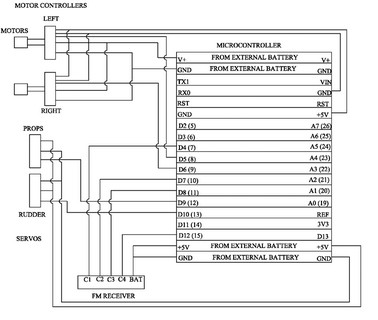 MOTOR CONTROLLERS
LEFT
MOTORS
MICROCONTROLLER
V+ FROM EXTERNAL BATTERY V+
GND FROM EXTERNAL BATTERY GND
TX1 VIN
RX0 GND
RST RST
GND +5V
RIGHT
D2 (5) A7 (26)
D3 (6) A6 (25)
D4 (7) A5 (24)
D5 (8) A4 (23)
D6 (9) A3 (22)
D7 (10) A2 (21)
D8 (11) A1 (20)
D9 (12) A0 (19)
D10 (13) REF
D11 (14) 3V3
D12 (15) D13
+5V FROM EXTERNAL BATTERY +5V
GND FROM EXTERNAL BATTERY GND
PROPS
RUDDER
SERVOS
C1 C2 C3 C4 BAT
FM RECEIVER